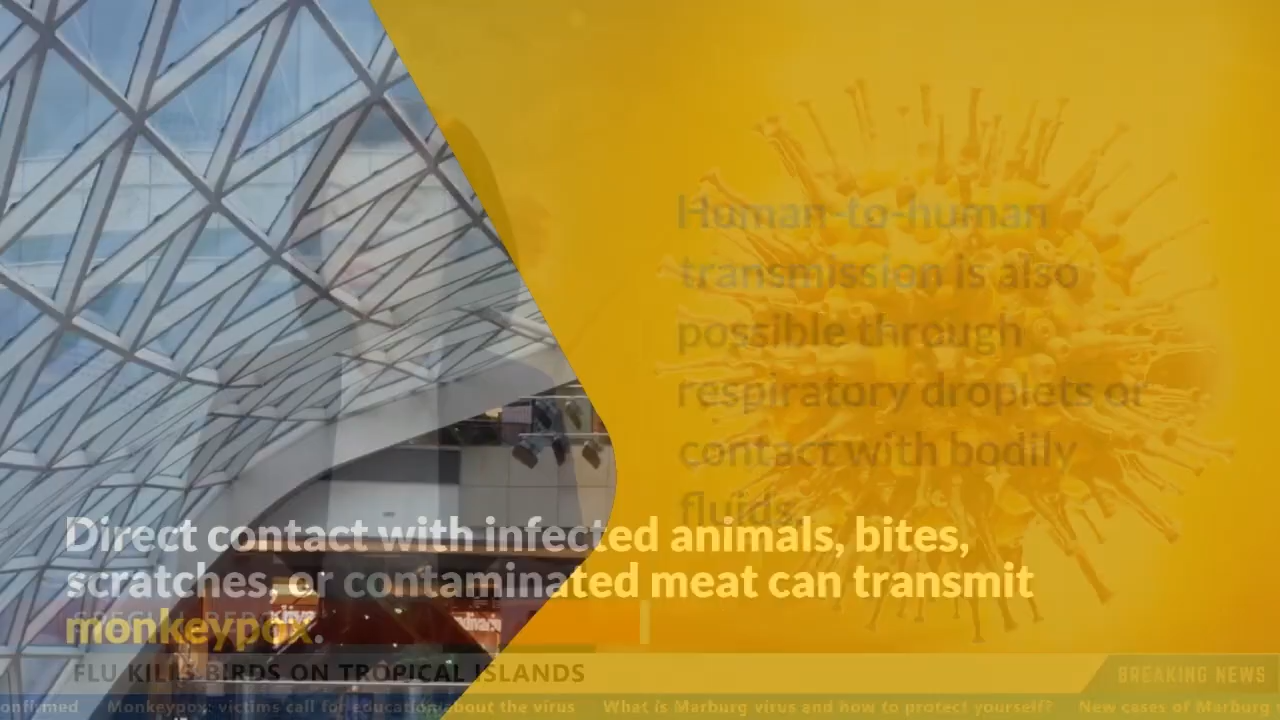 Human-to-human
transmission is also
possible through
respiratory droplets or
contact with bodily
fluids.
Direct contact with infected animals, bites,
scratches, or contaminated meat can transmit
monkeypox.
FLU KILLS BIRDS ON TROPICAL ISLANDS
BREAKING NEWS
onfirmed Monkeypox: victims call for education about the virus What is Marburg virus and how to protect yourself? New cases of Marburg